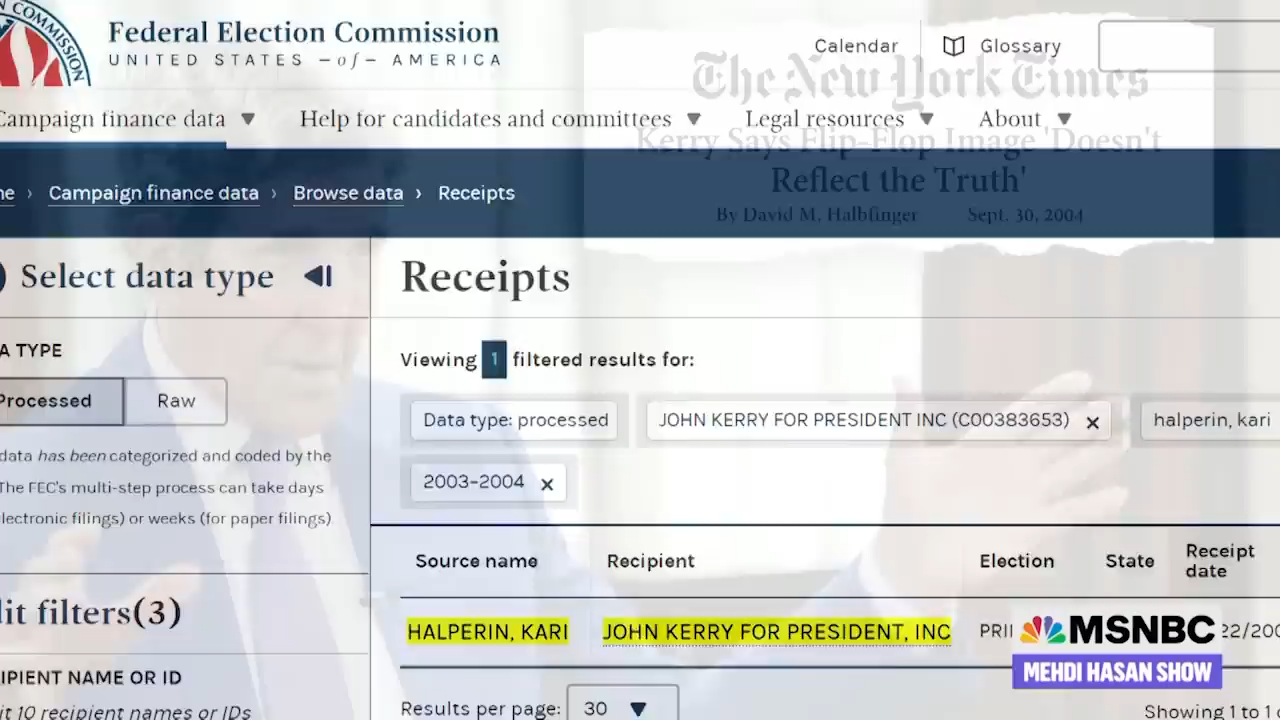 COMMISSION
Federal Election Commission
UNITED STATES —of— AMERICA
Calendar
Glossary
The New York Times
Campaign finance data
Help for candidates and committees
Legal resources
About
Kerry Says Flip-Flop Image 'Doesn't
Reflect the Truth'
By David M. Halbfinger Sept. 30, 2004
me › Campaign finance data › Browse data › Receipts
Select data type
Receipts
A TYPE
Viewing 1 filtered results for:
Processed
Raw
Data type: processed
JOHN KERRY FOR PRESIDENT INC (C00383653) ×
halperin, kari
data has been categorized and coded by the
The FEC's multi-step process can take days
lectronic filings) or weeks (for paper filings)
2003–2004 ×
Source name
Recipient
Election
State
Receipt
date
dit filters(3)
HALPERIN, KARI
JOHN KERRY FOR PRESIDENT, INC
PRI
22/200
MSNBC
MEHDI HASAN SHOW
IPIENT NAME OR ID
it 10 recipient names or IDs
Results per page: 30
Showing 1 to 1